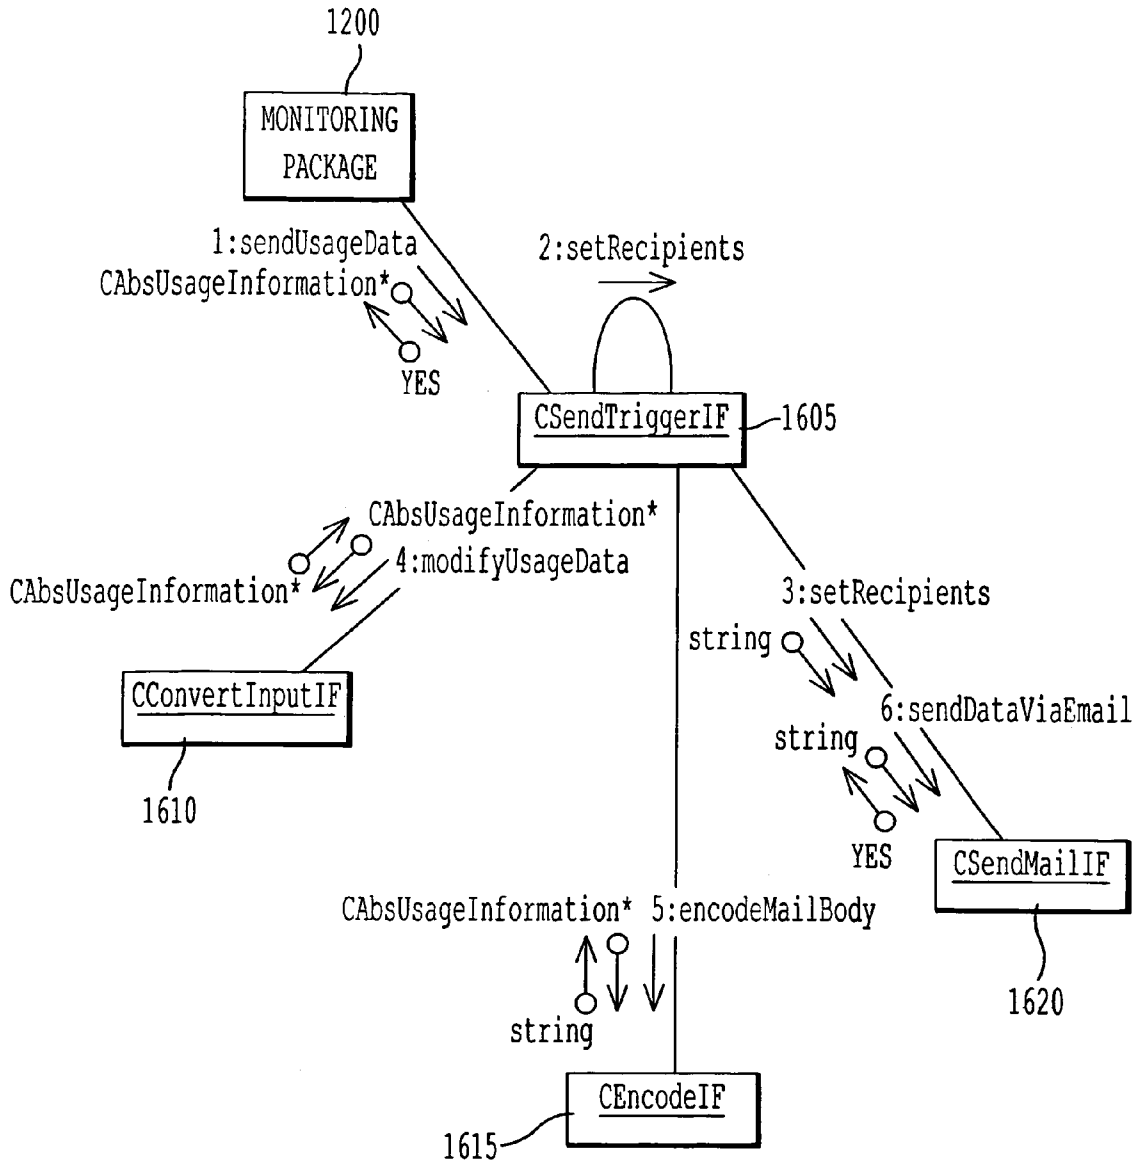 1200
MONITORING
PACKAGE
1:sendUsageData
CAbsUsageInformation*
YES
2:setRecipients
CSendTriggerIF
1605
CAbsUsageInformation*
4:modifyUsageData
CAbsUsageInformation*
CConvertInputIF
1610
3:setRecipients
string
6:sendDataViaEmail
string
YES
CSendMailIF
1620
CAbsUsageInformation*
5:encodeMailBody
string
CEncodeIF
1615